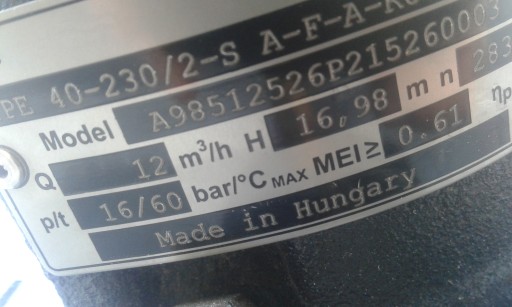 PE 40-230/2-S A-F-A-
Model A98512526P215260003
Q 12 m³/h H 16,98 m n 283
p/t 16/60 bar/°C MAX MEI ≥ 0.61 ηp
Made in Hungary